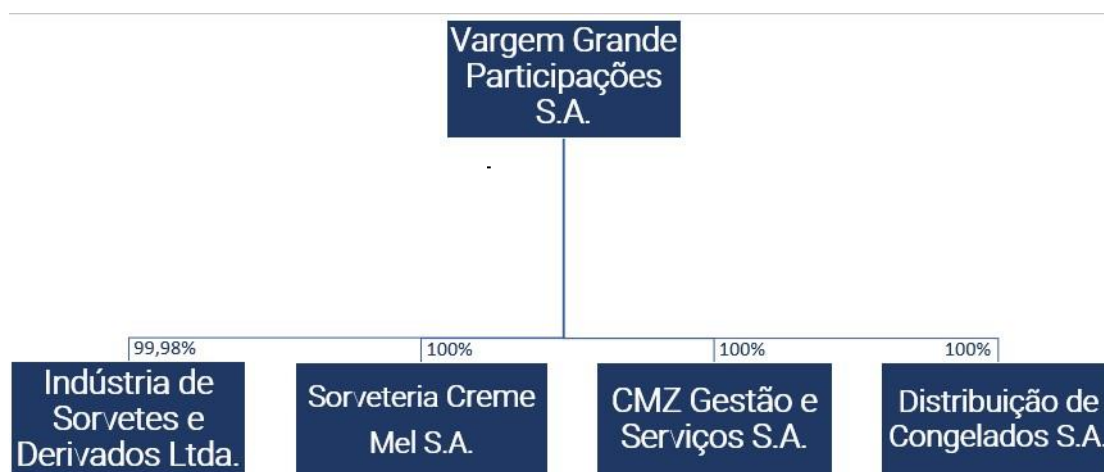 Vargem Grande
Participações
S.A.
99,98%
100%
100%
100%
Indústria de
Sorvetes e
Derivados Ltda.
Sorveteria Creme
Mel S.A.
CMZ Gestão e
Serviços S.A.
Distribuição de
Congelados S.A.